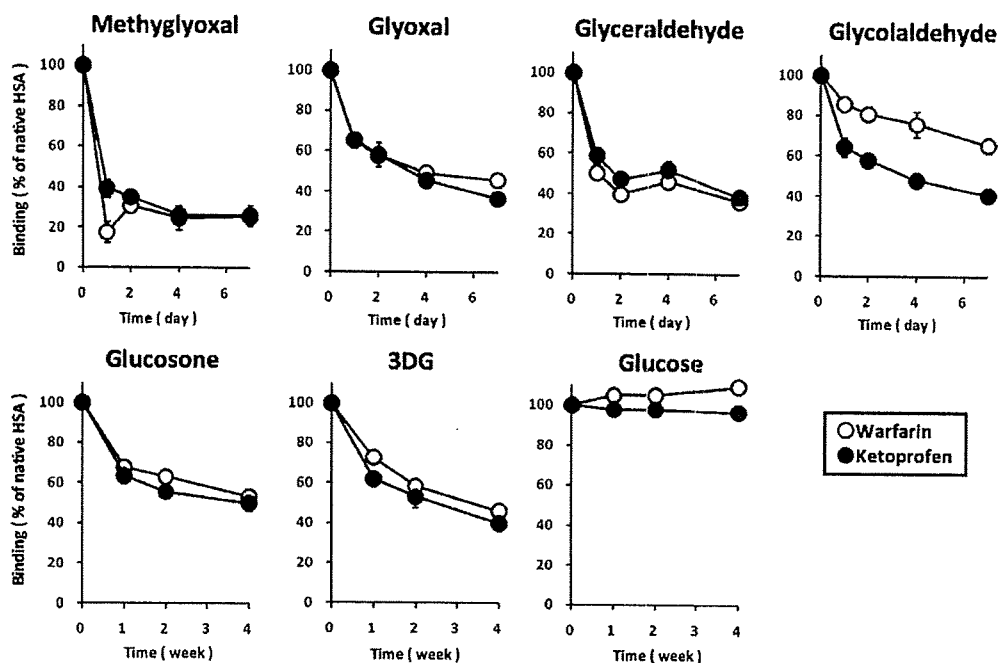 Methyglyoxal
Glyoxal
Glyceraldehyde
Glycolaldehyde
Binding ( % of native HSA )
100
80
60
40
20
0
0 2 4 6
Time ( day )
100
80
60
40
20
0
0 2 4 6
Time ( day )
100
80
60
40
20
0
0 2 4 6
Time ( day )
100
80
60
40
20
0
0 2 4 6
Time ( day )
Glucosone
3DG
Glucose
Binding ( % of native HSA )
100
80
60
40
20
0
0 1 2 3 4
Time ( week )
100
80
60
40
20
0
0 1 2 3 4
Time ( week )
100
80
60
40
20
0
0 1 2 3 4
Time ( week )
Warfarin
Ketoprofen